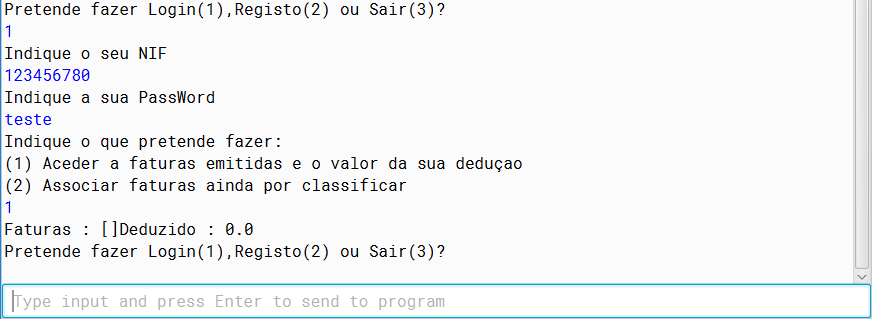 Pretende fazer Login(1),Registo(2) ou Sair(3)?
1
Indique o seu NIF
123456780
Indique a sua PassWord
teste
Indique o que pretende fazer:
(1) Aceder a faturas emitidas e o valor da sua deduçao
(2) Associar faturas ainda por classificar
1
Faturas : []Deduzido : 0.0
Pretende fazer Login(1),Registo(2) ou Sair(3)?
Type input and press Enter to send to program